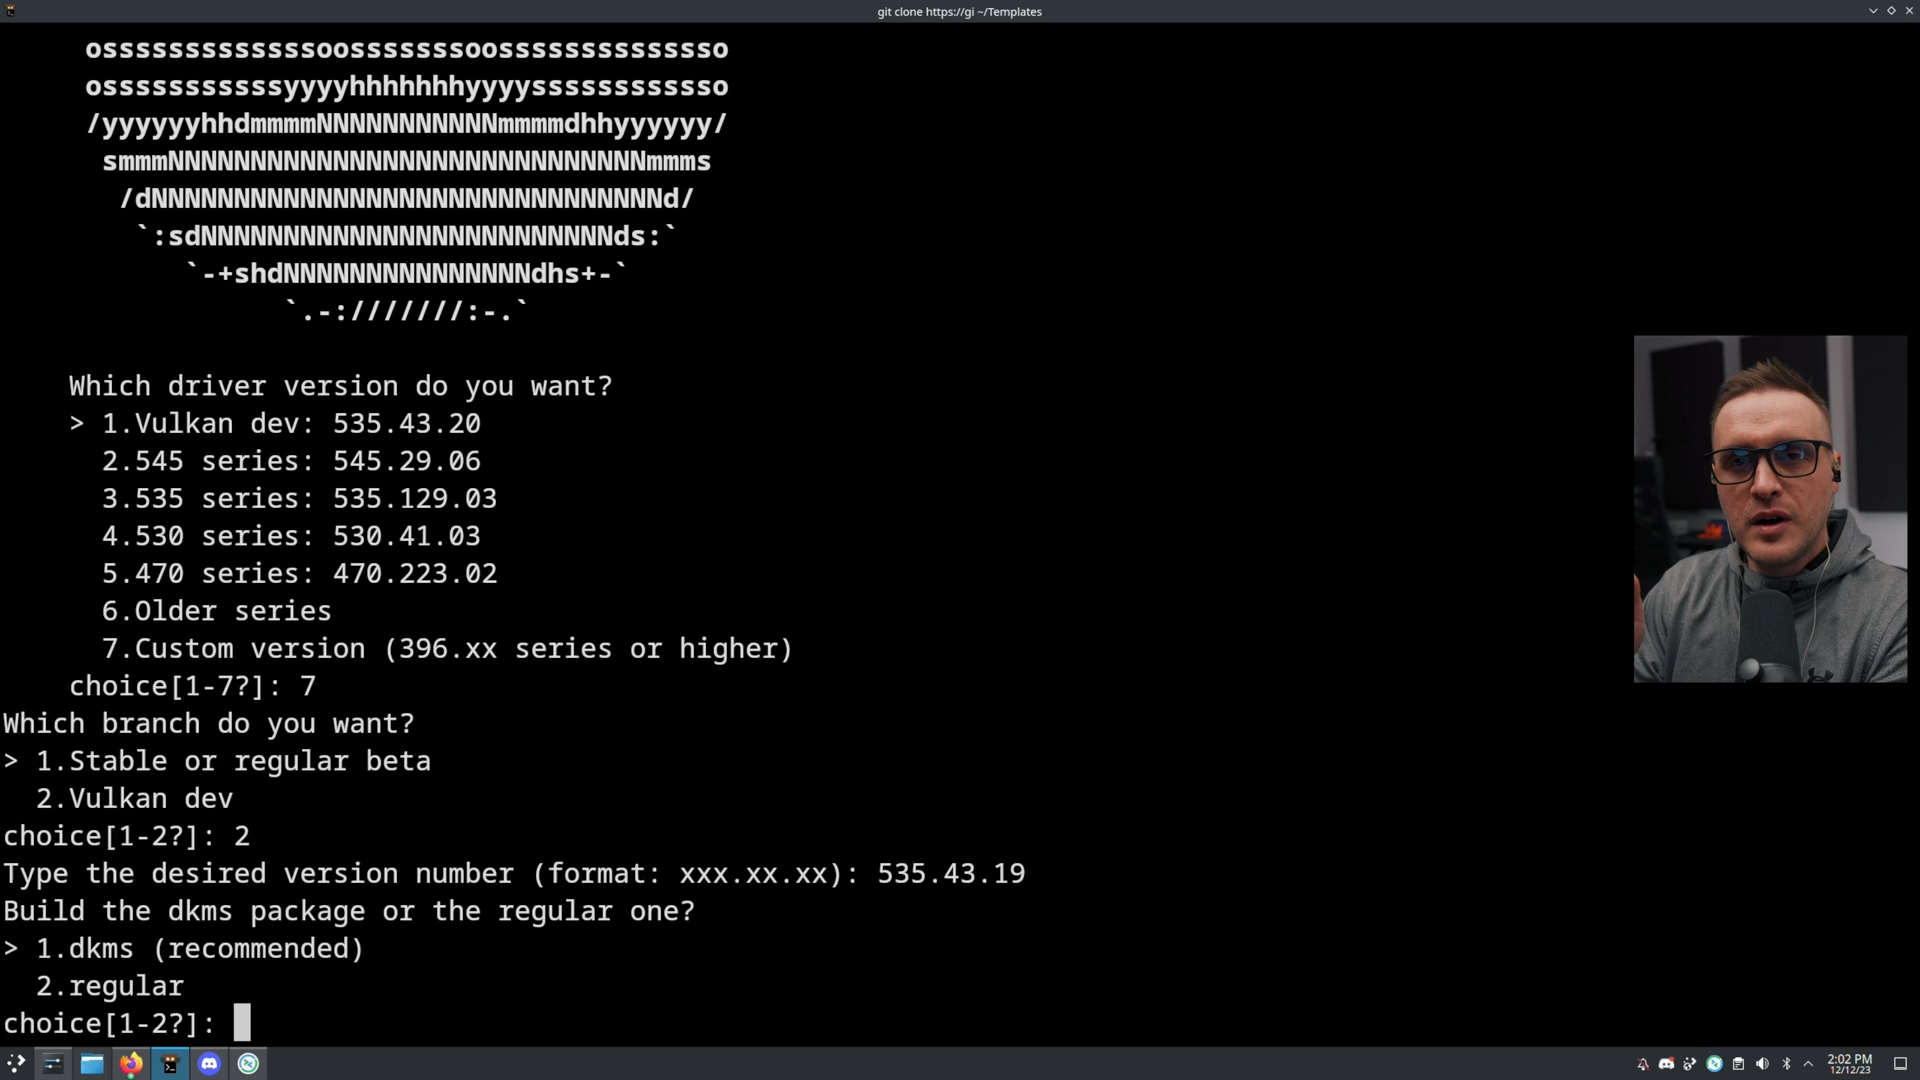 git clone https://gi ~/Templates
osssssssssssssoosssssssoosssssssssssssso
osssssssssssyyyyhhhhhhhyyyyssssssssssso
/yyyyyyhhdmmmmNNNNNNNNNNNmmmmdhhyyyyyy/
smmmNNNNNNNNNNNNNNNNNNNNNNNNNNNNNmmms
/dNNNNNNNNNNNNNNNNNNNNNNNNNNNNNNNd/
`:sdNNNNNNNNNNNNNNNNNNNNNNNNNds:`
`-+shdNNNNNNNNNNNNNNNdhs+-`
`.-:///////:-.`
Which driver version do you want?
> 1.Vulkan dev: 535.43.20
2.545 series: 545.29.06
3.535 series: 535.129.03
4.530 series: 530.41.03
5.470 series: 470.223.02
6.Older series
7.Custom version (396.xx series or higher)
choice[1-7?]: 7
Which branch do you want?
> 1.Stable or regular beta
2.Vulkan dev
choice[1-2?]: 2
Type the desired version number (format: xxx.xx.xx): 535.43.19
Build the dkms package or the regular one?
> 1.dkms (recommended)
2.regular
choice[1-2?]:
2:02 PM
12/12/23